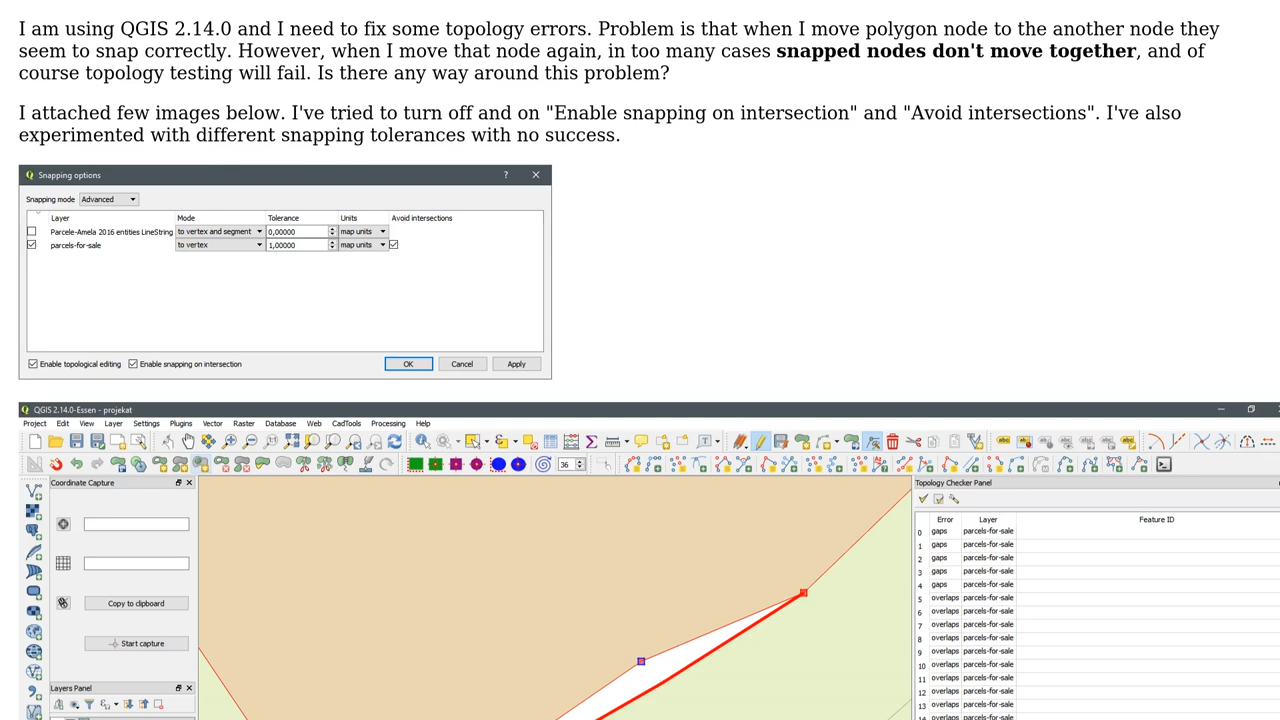 I am using QGIS 2.14.0 and I need to fix some topology errors. Problem is that when I move polygon node to the another node they
seem to snap correctly. However, when I move that node again, in too many cases snapped nodes don't move together, and of
course topology testing will fail. Is there any way around this problem?
I attached few images below. I've tried to turn off and on "Enable snapping on intersection" and "Avoid intersections". I've also
experimented with different snapping tolerances with no success.
Snapping options
Snapping mode Advanced
Layer Mode Tolerance Units Avoid intersections
Parcele-Amela 2016 entities LineString to vertex and segment 0,00000 map units
parcels-for-sale to vertex 1,00000 map units
Enable topological editing Enable snapping on intersection OK Cancel Apply
QGIS 2.14.0-Essen - projekat
Project Edit View Layer Settings Plugins Vector Raster Database Web CadTools Processing Help
36
Coordinate Capture
Topology Checker Panel
Error Layer Feature ID
0 gaps parcels-for-sale
1 gaps parcels-for-sale
2 gaps parcels-for-sale
3 gaps parcels-for-sale
4 gaps parcels-for-sale
5 overlaps parcels-for-sale
6 overlaps parcels-for-sale
7 overlaps parcels-for-sale
8 overlaps parcels-for-sale
9 overlaps parcels-for-sale
10 overlaps parcels-for-sale
11 overlaps parcels-for-sale
12 overlaps parcels-for-sale
13 overlaps parcels-for-sale
14 overlaps parcels-for-sale
Copy to clipboard
Start capture
Layers Panel